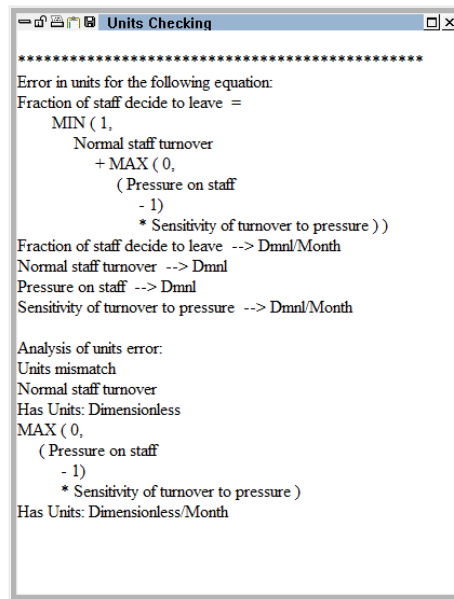 Units Checking
***********************************************
Error in units for the following equation:
Fraction of staff decide to leave =
MIN ( 1,
Normal staff turnover
+ MAX ( 0,
( Pressure on staff
- 1)
* Sensitivity of turnover to pressure ) )
Fraction of staff decide to leave --> Dmnl/Month
Normal staff turnover --> Dmnl
Pressure on staff --> Dmnl
Sensitivity of turnover to pressure --> Dmnl/Month
Analysis of units error:
Units mismatch
Normal staff turnover
Has Units: Dimensionless
MAX ( 0,
( Pressure on staff
- 1)
* Sensitivity of turnover to pressure )
Has Units: Dimensionless/Month